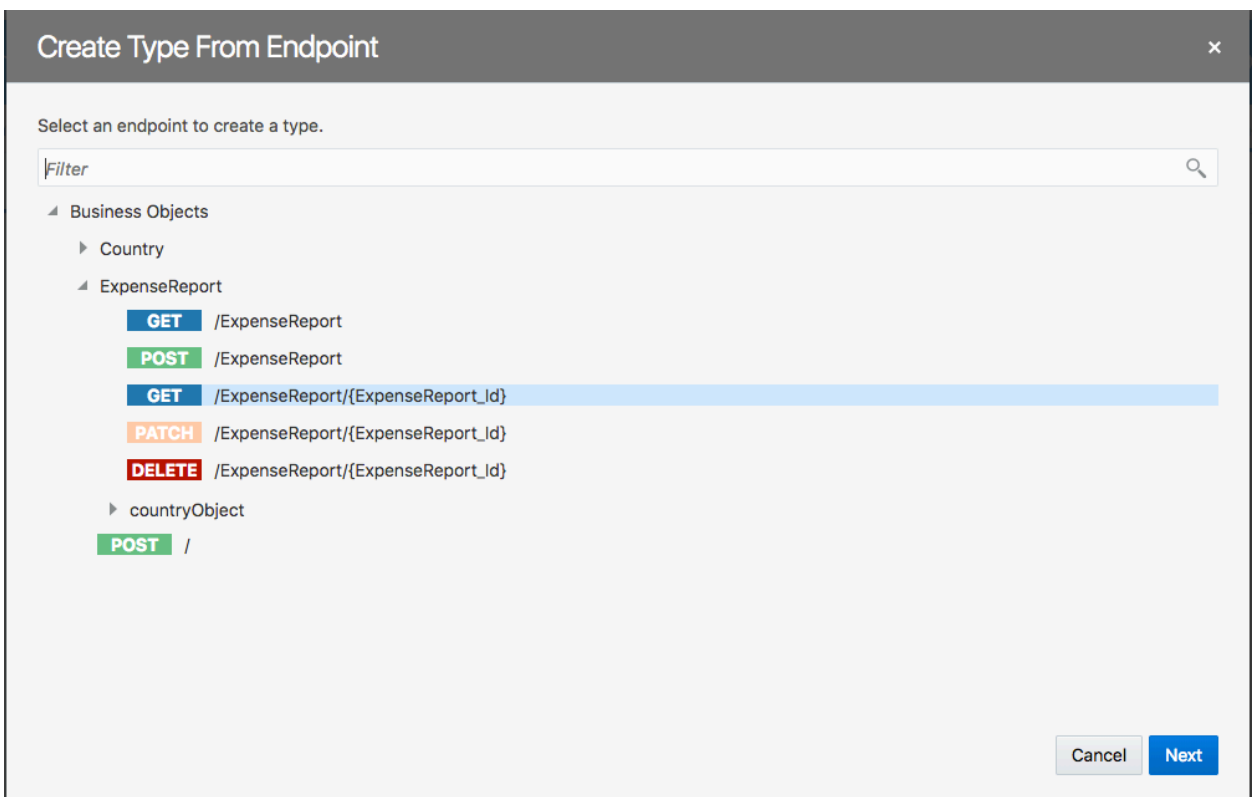 Create Type From Endpoint
Select an endpoint to create a type.
Filter
Business Objects
Country
ExpenseReport
GET /ExpenseReport
POST /ExpenseReport
GET /ExpenseReport/{ExpenseReport_Id}
PATCH /ExpenseReport/{ExpenseReport_Id}
DELETE /ExpenseReport/{ExpenseReport_Id}
countryObject
POST /
Cancel Next